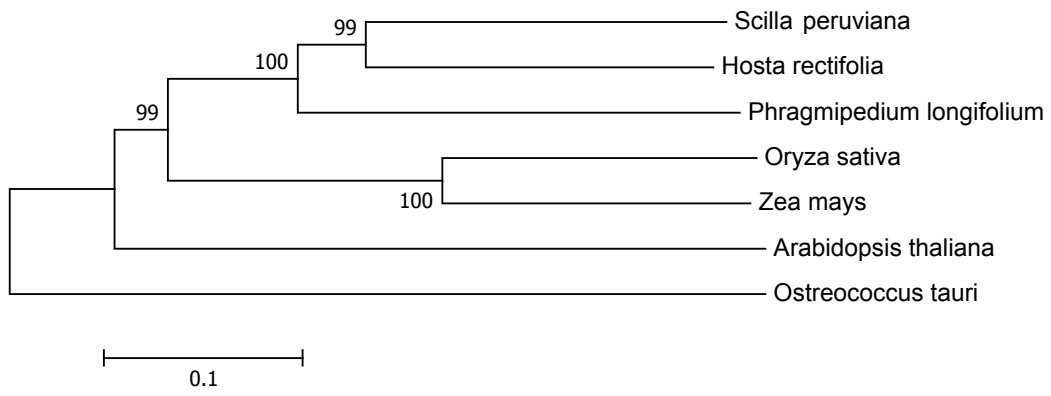 99
Scilla peruviana
Hosta rectifolia
100
Phragmipedium longifolium
99
Oryza sativa
100
Zea mays
Arabidopsis thaliana
Ostreococcus tauri
0.1